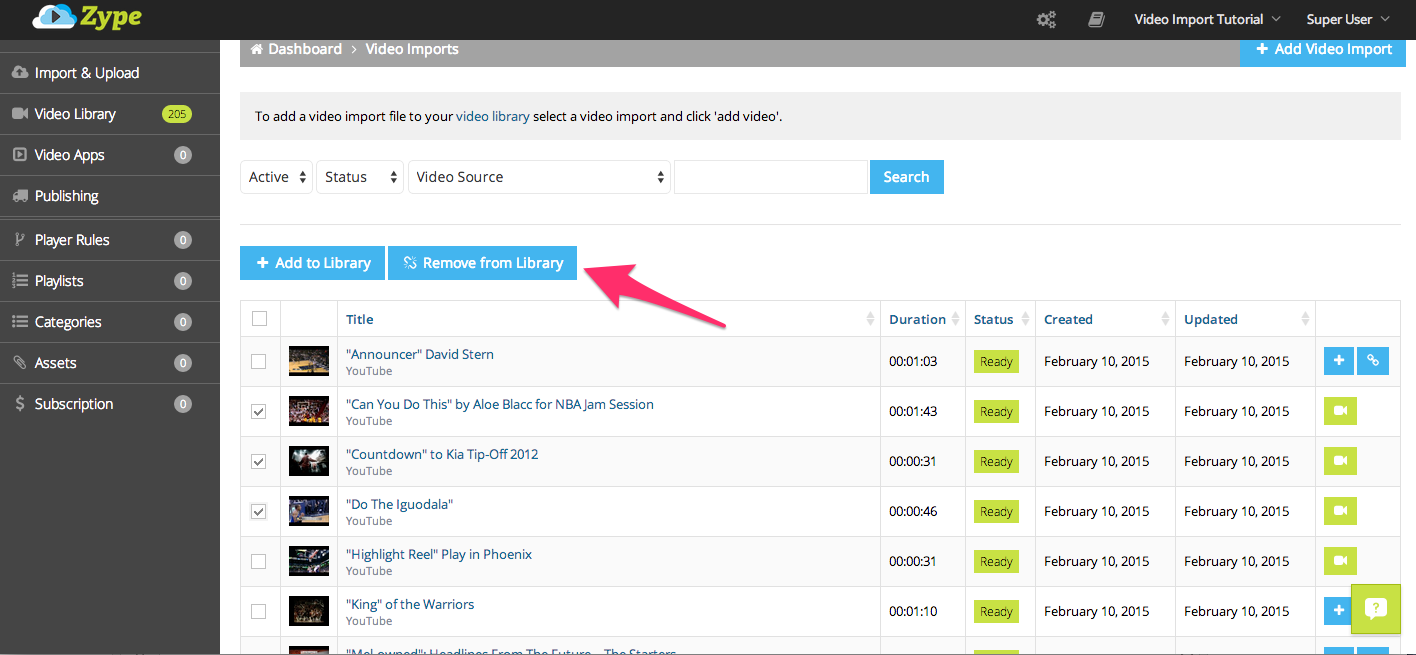 Zype
Video Import Tutorial
Super User
Import & Upload
Video Library 205
Video Apps 0
Publishing
Player Rules 0
Playlists 0
Categories 0
Assets 0
Subscription 0
Dashboard > Video Imports
+ Add Video Import
To add a video import file to your video library select a video import and click 'add video'.
Active Status Video Source Search
+ Add to Library Remove from Library
Title Duration Status Created Updated
"Announcer" David Stern
YouTube
00:01:03 Ready February 10, 2015 February 10, 2015
"Can You Do This" by Aloe Blacc for NBA Jam Session
YouTube
00:01:43 Ready February 10, 2015 February 10, 2015
"Countdown" to Kia Tip-Off 2012
YouTube
00:00:31 Ready February 10, 2015 February 10, 2015
"Do The Iguodala"
YouTube
00:00:46 Ready February 10, 2015 February 10, 2015
"Highlight Reel" Play in Phoenix
YouTube
00:00:31 Ready February 10, 2015 February 10, 2015
"King" of the Warriors
YouTube
00:01:10 Ready February 10, 2015 February 10, 2015
Headlines From The Future - The Starters